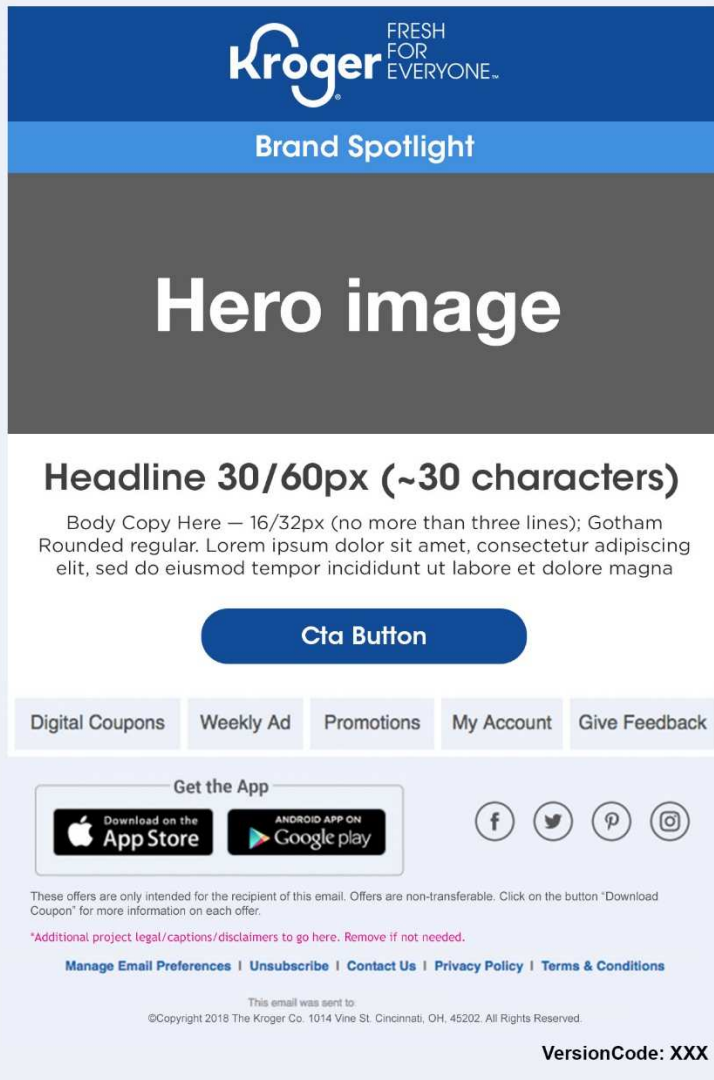 Kroger
FRESH
FOR
EVERYONE™
Brand Spotlight
Hero image
Headline 30/60px (~30 characters)
Body Copy Here — 16/32px (no more than three lines); Gotham
Rounded regular. Lorem ipsum dolor sit amet, consectetur adipiscing
elit, sed do eiusmod tempor incididunt ut labore et dolore magna
Cta Button
Digital Coupons Weekly Ad Promotions My Account Give Feedback
Get the App
Download on the
App Store
ANDROID APP ON
Google play
These offers are only intended for the recipient of this email. Offers are non-transferable. Click on the button "Download
Coupon" for more information on each offer.
*Additional project legal/captions/disclaimers to go here. Remove if not needed.
Manage Email Preferences | Unsubscribe | Contact Us | Privacy Policy | Terms & Conditions
This email was sent to
©Copyright 2018 The Kroger Co. 1014 Vine St. Cincinnati, OH, 45202. All Rights Reserved.
VersionCode: XXX